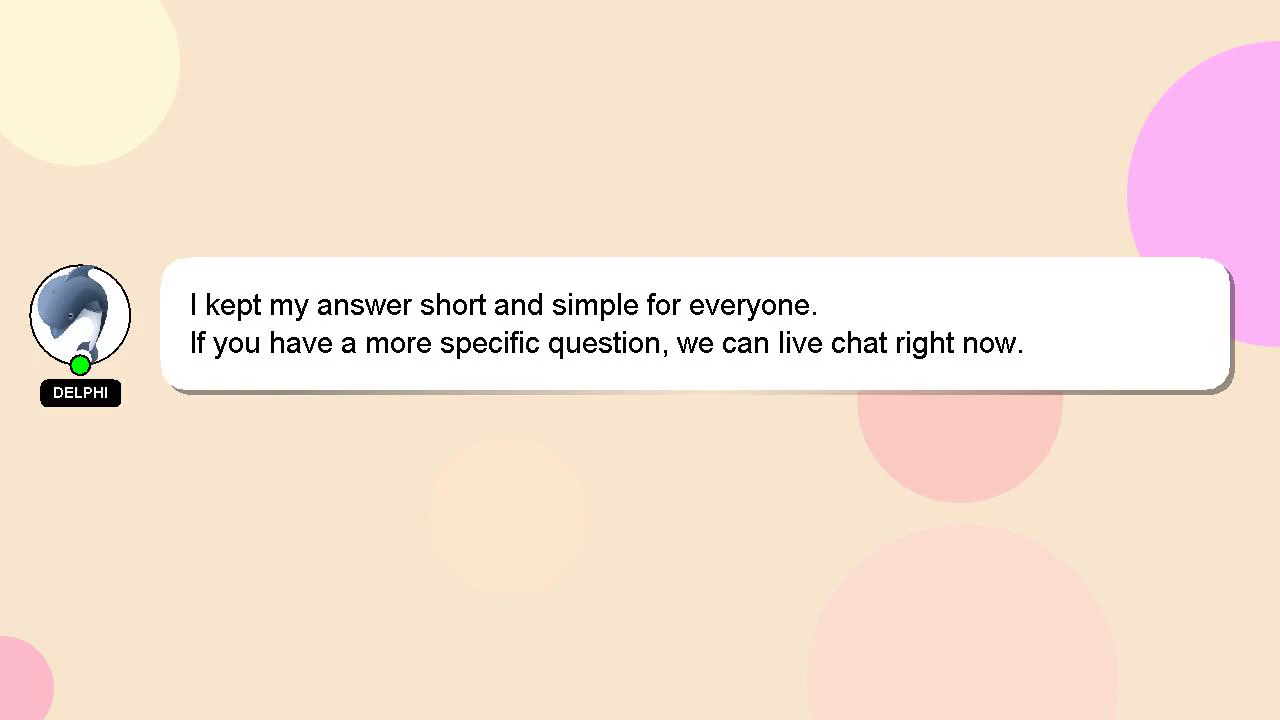 I kept my answer short and simple for everyone.
If you have a more specific question, we can live chat right now.
DELPHI